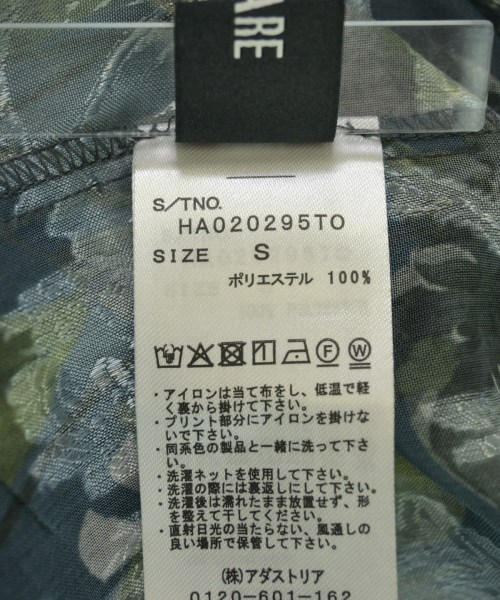 ARE
S/TNO.
HA020295TO
SIZE S
ポリエステル 100%
・アイロンは当て布をし、低温で軽
く裏から掛けて下さい。
・プリント部分にアイロンを掛けな
いで下さい。
・同系色の製品と一緒に洗って下さ
い。
・洗濯ネットを使用して下さい。
・洗濯の際には裏返しにして下さい。
・洗濯後は濡れたまま放置せず、形
を整えて干してください。
・直射日光の当たらない、風通しの
良い場所で保管して下さい。
(株)アダストリア
0120-601-162